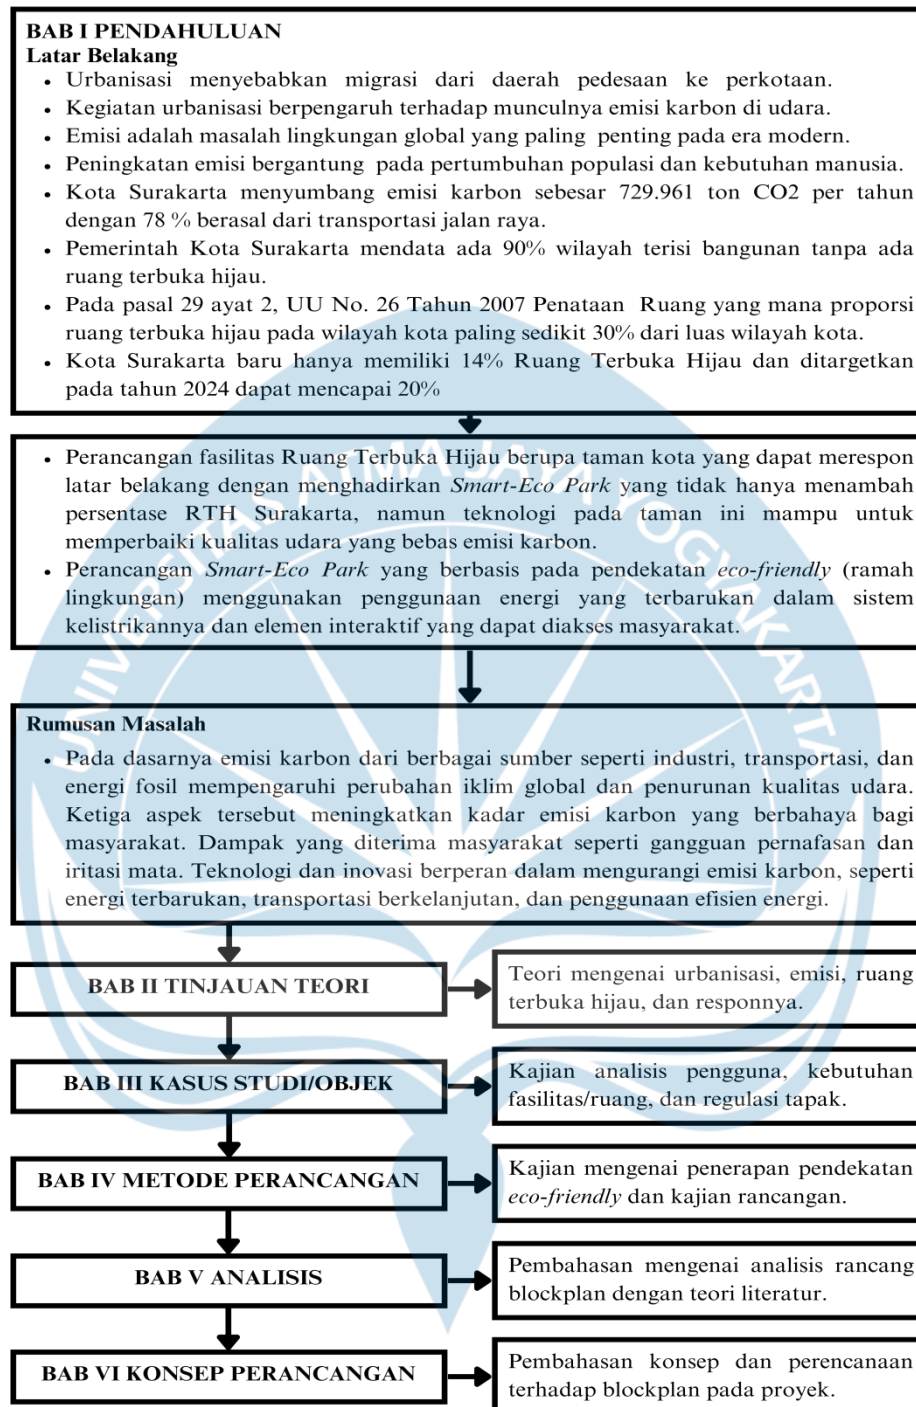 BAB I PENDAHULUAN
Latar Belakang
• Urbanisasi menyebabkan migrasi dari daerah pedesaan ke perkotaan.
• Kegiatan urbanisasi berpengaruh terhadap munculnya emisi karbon di udara.
• Emisi adalah masalah lingkungan global yang paling penting pada era modern.
• Peningkatan emisi bergantung pada pertumbuhan populasi dan kebutuhan manusia.
• Kota Surakarta menyumbang emisi karbon sebesar 729.961 ton CO2 per tahun
dengan 78 % berasal dari transportasi jalan raya.
• Pemerintah Kota Surakarta mendata ada 90% wilayah terisi bangunan tanpa ada
ruang terbuka hijau.
• Pada pasal 29 ayat 2, UU No. 26 Tahun 2007 Penataan Ruang yang mana proporsi
ruang terbuka hijau pada wilayah kota paling sedikit 30% dari luas wilayah kota.
• Kota Surakarta baru hanya memiliki 14% Ruang Terbuka Hijau dan ditargetkan
pada tahun 2024 dapat mencapai 20%
• Perancangan fasilitas Ruang Terbuka Hijau berupa taman kota yang dapat merespon
latar belakang dengan menghadirkan Smart-Eco Park yang tidak hanya menambah
persentase RTH Surakarta, namun teknologi pada taman ini mampu untuk
memperbaiki kualitas udara yang bebas emisi karbon.
• Perancangan Smart-Eco Park yang berbasis pada pendekatan eco-friendly (ramah
lingkungan) menggunakan penggunaan energi yang terbarukan dalam sistem
kelistrikannya dan elemen interaktif yang dapat diakses masyarakat.
UNIVERSITAS ATMA JAYA YOGYAKARTA
Rumusan Masalah
• Pada dasarnya emisi karbon dari berbagai sumber seperti industri, transportasi, dan
energi fosil mempengaruhi perubahan iklim global dan penurunan kualitas udara.
Ketiga aspek tersebut meningkatkan kadar emisi karbon yang berbahaya bagi
masyarakat. Dampak yang diterima masyarakat seperti gangguan pernafasan dan
iritasi mata. Teknologi dan inovasi berperan dalam mengurangi emisi karbon, seperti
energi terbarukan, transportasi berkelanjutan, dan penggunaan efisien energi.
BAB II TINJAUAN TEORI
Teori mengenai urbanisasi, emisi, ruang
terbuka hijau, dan responnya.
BAB III KASUS STUDI/OBJEK
Kajian analisis pengguna, kebutuhan
fasilitas/ruang, dan regulasi tapak.
BAB IV METODE PERANCANGAN
Kajian mengenai penerapan pendekatan
eco-friendly dan kajian rancangan.
BAB V ANALISIS
Pembahasan mengenai analisis rancang
blockplan dengan teori literatur.
BAB VI KONSEP PERANCANGAN
Pembahasan konsep dan perencanaan
terhadap blockplan pada proyek.